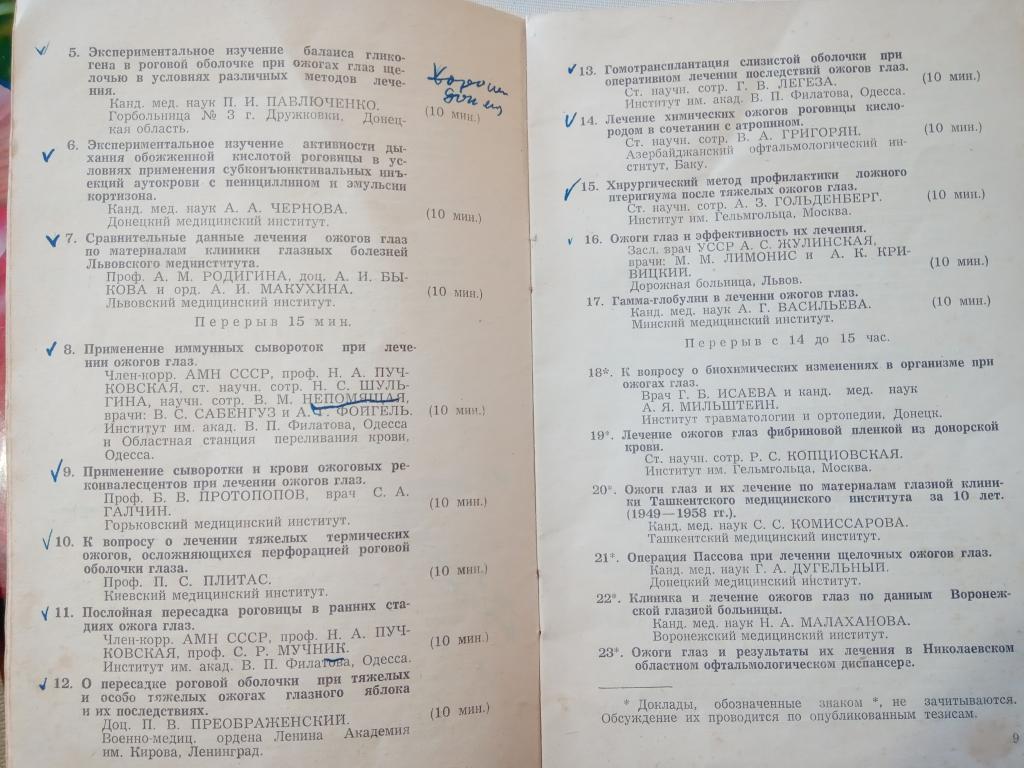 5. Экспериментальное изучение баланса глико-
гена в роговой оболочке при ожогах глаз ще-
лочью в условиях различных методов лече-
ния.
Канд. мед. наук П. И. ПАВЛЮЧЕНКО.
(10 мин.)
Горбольница № 3 г. Дружковки, Донец-
кая область.
6. Экспериментальное изучение активности ды-
хания обожженной кислотой роговицы в ус-
ловиях применения субконъюнктивальных инъ-
екций аутокрови с пенициллином и эмульсии
кортизона.
Канд. мед. наук А. А. ЧЕРНОВА.
(10 мин.)
Донецкий медицинский институт.
7. Сравнительные данные лечения ожогов глаз
по материалам клиники глазных болезней
Львовского мединститута.
Проф. А. М. РОДИГИНА, доц. А. И. БЫ-
КОВА и орд. А. И. МАКУХИНА.
(10 мин.)
Львовский медицинский институт.
Перерыв 15 мин.
8. Применение иммунных сывороток при лече-
нии ожогов глаз.
Член-корр. АМН СССР, проф. Н. А. ПУЧ-
КОВСКАЯ, ст. научн. сотр. Н. С. ШУЛЬ-
ГИНА, научн. сотр. В. М. НЕПОМЯЩАЯ,
врачи: В. С. САБЕНГУЗ и А. ФОЙГЕЛЬ.
(10 мин.)
Институт им. акад. В. П. Филатова, Одесса
и Областная станция переливания крови,
Одесса.
9. Применение сыворотки и крови ожоговых ре-
конвалесцентов при лечении ожогов глаз.
Проф. Б. В. ПРОТОПОПОВ, врач С. А.
ГАЛЧИН.
(10 мин.)
Горьковский медицинский институт.
10. К вопросу о лечении тяжелых термических
ожогов, осложняющихся перфорацией роговой
оболочки глаза.
Проф. П. С. ПЛИТАС.
(10 мин.)
Киевский медицинский институт.
11. Послойная пересадка роговицы в ранних ста-
диях ожога глаз.
Член-корр. АМН СССР, проф. Н. А. ПУЧ-
КОВСКАЯ, проф. С. Р. МУЧНИК.
(10 мин.)
Институт им. акад. В. П. Филатова, Одесса.
12. О пересадке роговой оболочки при тяжелых
и особо тяжелых ожогах глазного яблока
и их последствиях.
Доц. П. В. ПРЕОБРАЖЕНСКИЙ.
(10 мин.)
Военно-медиц. ордена Ленина Академия
им. Кирова, Ленинград.
13. Гомотрансплантация слизистой оболочки при
оперативном лечении последствий ожогов глаз.
Ст. научн. сотр. Г. В. ЛЕГЕЗА.
(10 мин.)
Институт им. акад. В. П. Филатова, Одесса.
14. Лечение химических ожогов роговицы кисло-
родом в сочетании с атропином.
Ст. научн. сотр. В. А. ГРИГОРЯН.
(10 мин.)
Азербайджанский офтальмологический ин-
ститут, Баку.
15. Хирургический метод профилактики ложного
птеригиума после тяжелых ожогов глаз.
Ст. научн. сотр. А. З. ГОЛЬДЕНБЕРГ.
(10 мин.)
Институт им. Гельмгольца, Москва.
16. Ожоги глаз и эффективность их лечения.
Засл. врач УССР А. С. ЖУЛИНСКАЯ,
врачи: М. М. ЛИМОНИС и А. К. КРИ-
ВИЦКИЙ.
(10 мин.)
Дорожная больница, Львов.
17. Гамма-глобулин в лечении ожогов глаз.
Канд. мед. наук А. Г. ВАСИЛЬЕВА.
(10 мин.)
Минский медицинский институт.
Перерыв с 14 до 15 час.
18*. К вопросу о биохимических изменениях в организме при
ожогах глаз.
Врач Г. В. ИСАЕВА и канд. мед. наук
А. Я. МИЛЬШТЕЙН.
Институт травматологии и ортопедии, Донецк.
19*. Лечение ожогов глаз фибриновой пленкой из донорской
крови.
Ст. научн. сотр. Р. С. КОПЦИОВСКАЯ.
Институт им. Гельмгольца, Москва.
20*. Ожоги глаз и их лечение по материалам глазной клини-
ки Ташкентского медицинского института за 10 лет.
(1949—1958 гг.).
Канд. мед. наук С. С. КОМИССАРОВА.
Ташкентский медицинский институт.
21*. Операция Пассова при лечении щелочных ожогов глаз.
Канд. мед. наук Г. А. ДУГЕЛЬНЫЙ.
Донецкий медицинский институт.
22*. Клиника и лечение ожогов глаз по данным Воронеж-
ской глазной больницы.
Канд. мед. наук Н. А. МАЛАХАНОВА.
Воронежский медицинский институт.
23*. Ожоги глаз и результаты их лечения в Николаевском
областном офтальмологическом диспансере.
* Доклады, обозначенные знаком *, не зачитываются.
Обсуждение их проводится по опубликованным тезисам.
9